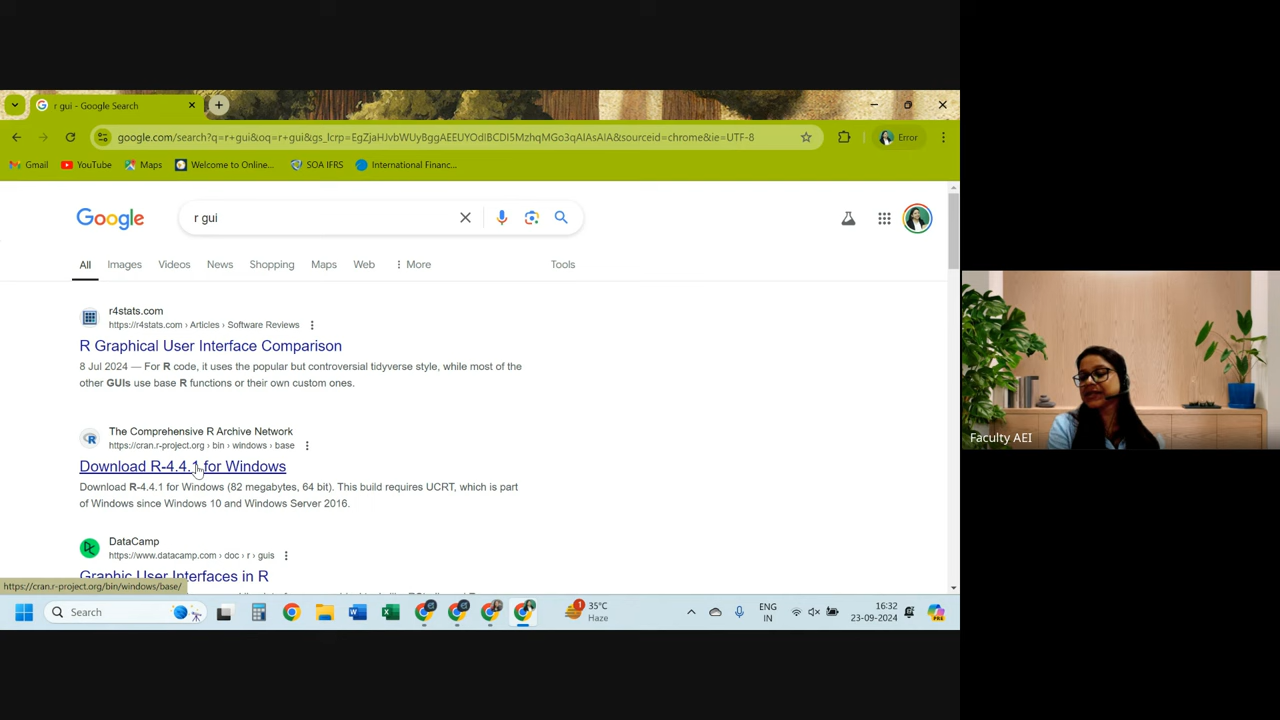 r gui - Google Search
google.com/search?q=r+gui&oq=r+gui&gs_lcrp=EgZjaHJvbWUyBggAEEUYOdIBCDI5MzhqMGo3qAIAsAIA&sourceid=chrome&ie=UTF-8
Error
Gmail
YouTube
Maps
Welcome to Online...
SOA IFRS
International Financ...
Google
r gui
All
Images
Videos
News
Shopping
Maps
Web
More
Tools
r4stats.com
https://r4stats.com › Articles › Software Reviews
R Graphical User Interface Comparison
8 Jul 2024 — For R code, it uses the popular but controversial tidyverse style, while most of the
other GUIs use base R functions or their own custom ones.
The Comprehensive R Archive Network
https://cran.r-project.org › bin › windows › base
Download R-4.4.1 for Windows
Download R-4.4.1 for Windows (82 megabytes, 64 bit). This build requires UCRT, which is part
of Windows since Windows 10 and Windows Server 2016.
DataCamp
https://www.datacamp.com › doc › r › guis
Graphic User Interfaces in R
https://cran.r-project.org/bin/windows/base/
Search
1
35°C
Haze
ENG
IN
16:32
23-09-2024
PRE
Faculty AEI